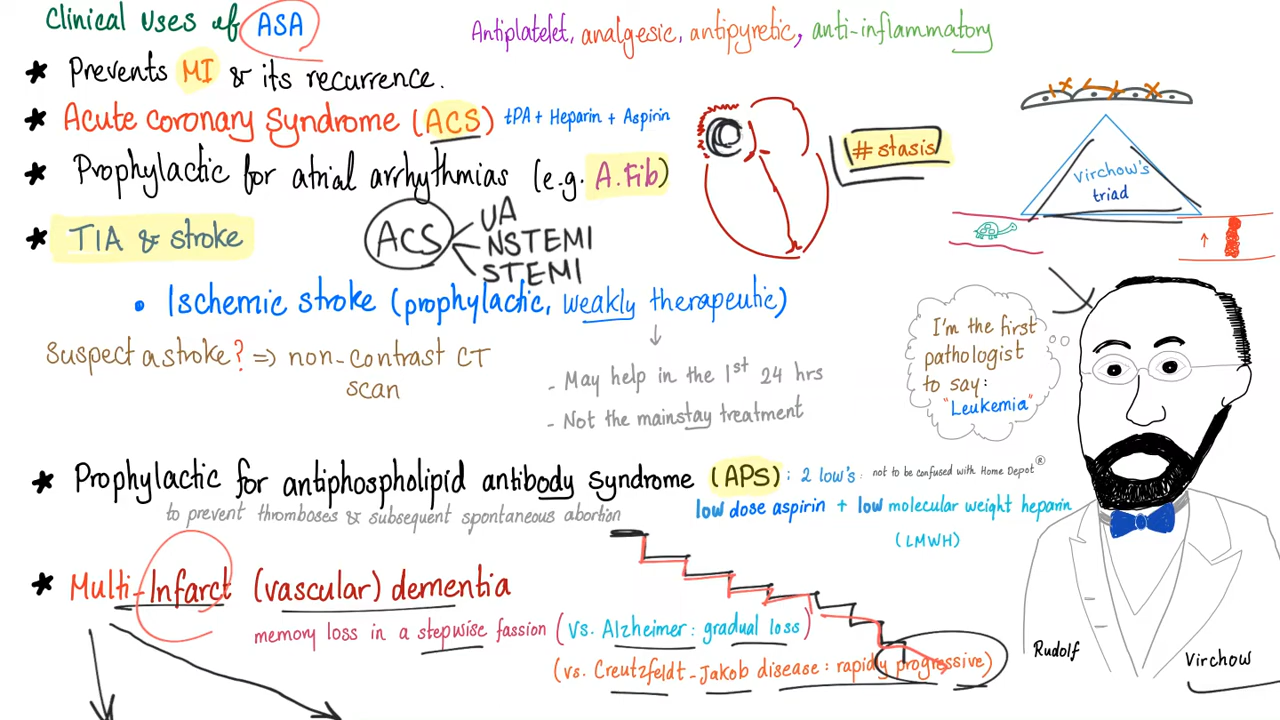 Clinical uses of ASA
Antiplatelet, analgesic, antipyretic, anti-inflammatory
* Prevents MI & its recurrence.
* Acute coronary syndrome (ACS) tPA + Heparin + Aspirin
# stasis
Virchow's
triad
* Prophylactic for atrial arrhythmias (e.g. A.Fib)
* TIA & stroke
ACS
UA
NSTEMI
STEMI
↑
• Ischemic stroke (prophylactic, weakly therapeutic)
Suspect a stroke? => non-contrast CT
scan
- May help in the 1st 24 hrs
- Not the mainstay treatment
I'm the first
pathologist
to say:
"Leukemia"
* Prophylactic for antiphospholipid antibody syndrome (APS) : 2 low's : not to be confused with Home Depot®
to prevent thromboses & subsequent spontaneous abortion
low dose aspirin + low molecular weight heparin
(LMWH)
* Multi-Infarct (vascular) dementia
memory loss in a stepwise fassion (Vs. Alzheimer: gradual loss)
(vs. Creutzfeldt-Jakob disease: rapidly progressive)
Rudolf
Virchow